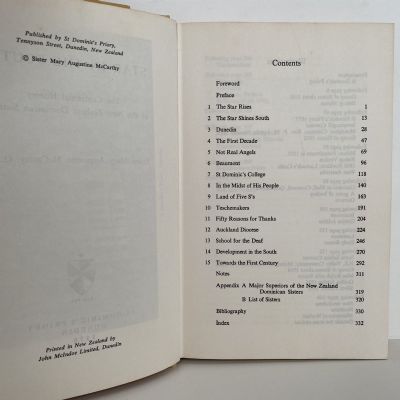 Published by St Dominic's Priory,
Tennyson Street, Dunedin, New Zealand
© Sister Mary Augustine McCarthy
Printed in New Zealand by
John McIndoe Limited, Dunedin
Contents
Foreword
Preface
1 The Star Rises 1
2 The Star Shines South 13
3 Dunedin 28
4 The First Decade 47
5 Not Real Angels 69
6 Beaumont 96
7 St Dominic's College 118
8 In the Midst of His People 140
9 Land of Five S's 163
10 Teschemakers 191
11 Fifty Reasons for Thanks 204
12 Auckland Diocese 224
13 School for the Deaf 246
14 Development in the South 270
15 Towards the First Century 292
Notes 311
Appendix A Major Superiors of the New Zealand
Dominican Sisters 319
B List of Sisters 320
Bibliography 330
Index 332